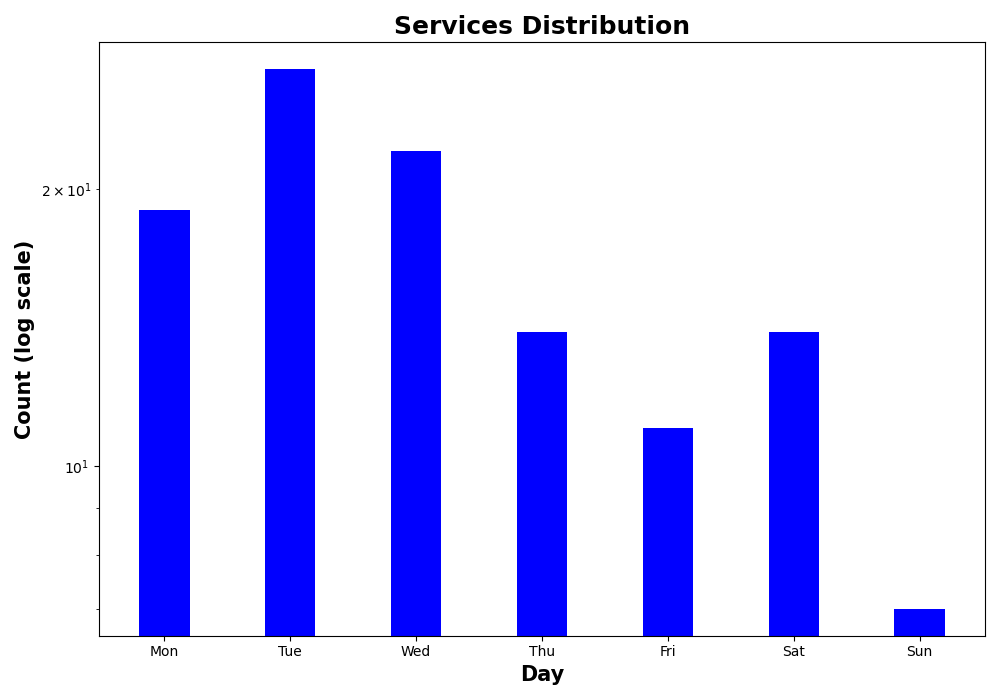 Services Distribution
Count (log scale)
2 × 10¹
10¹
Mon Tue Wed Thu Fri Sat Sun
Day